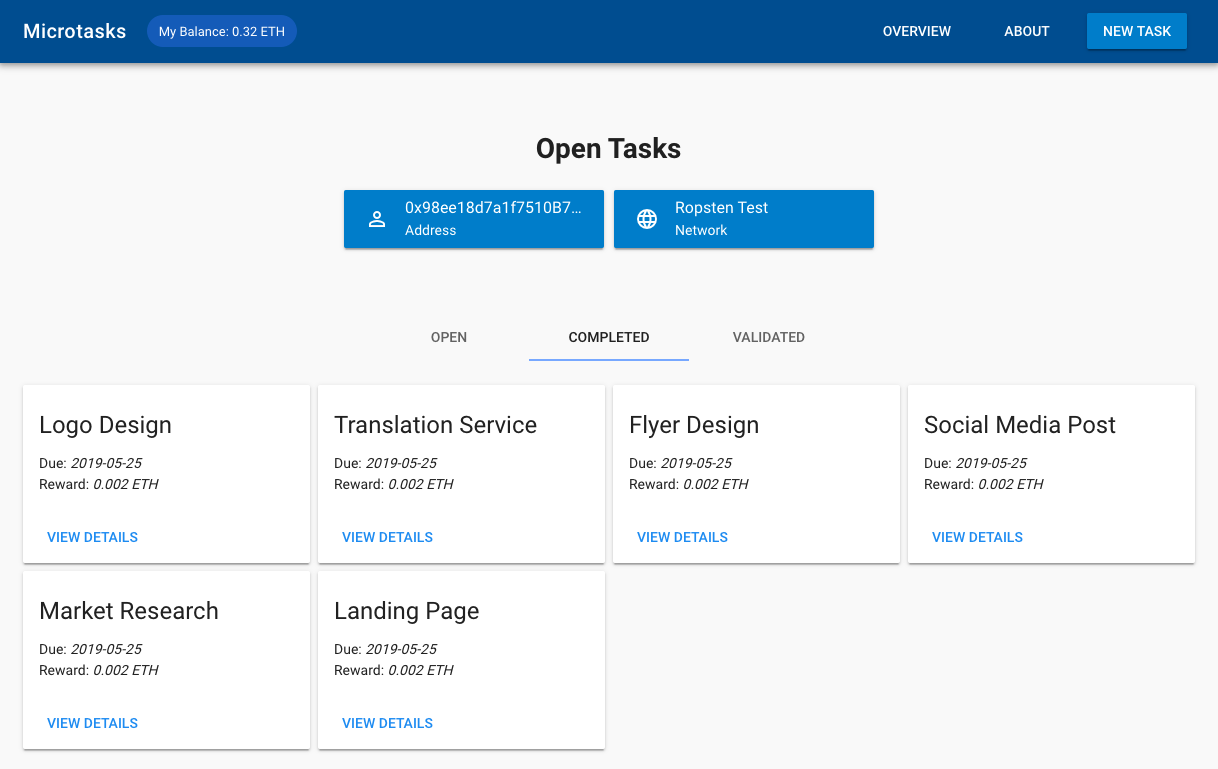 Microtasks
My Balance: 0.32 ETH
OVERVIEW
ABOUT
NEW TASK
Open Tasks
0x98ee18d7a1f7510B7...
Address
Ropsten Test
Network
OPEN
COMPLETED
VALIDATED
Logo Design
Due: 2019-05-25
Reward: 0.002 ETH
VIEW DETAILS
Translation Service
Due: 2019-05-25
Reward: 0.002 ETH
VIEW DETAILS
Flyer Design
Due: 2019-05-25
Reward: 0.002 ETH
VIEW DETAILS
Social Media Post
Due: 2019-05-25
Reward: 0.002 ETH
VIEW DETAILS
Market Research
Due: 2019-05-25
Reward: 0.002 ETH
VIEW DETAILS
Landing Page
Due: 2019-05-25
Reward: 0.002 ETH
VIEW DETAILS